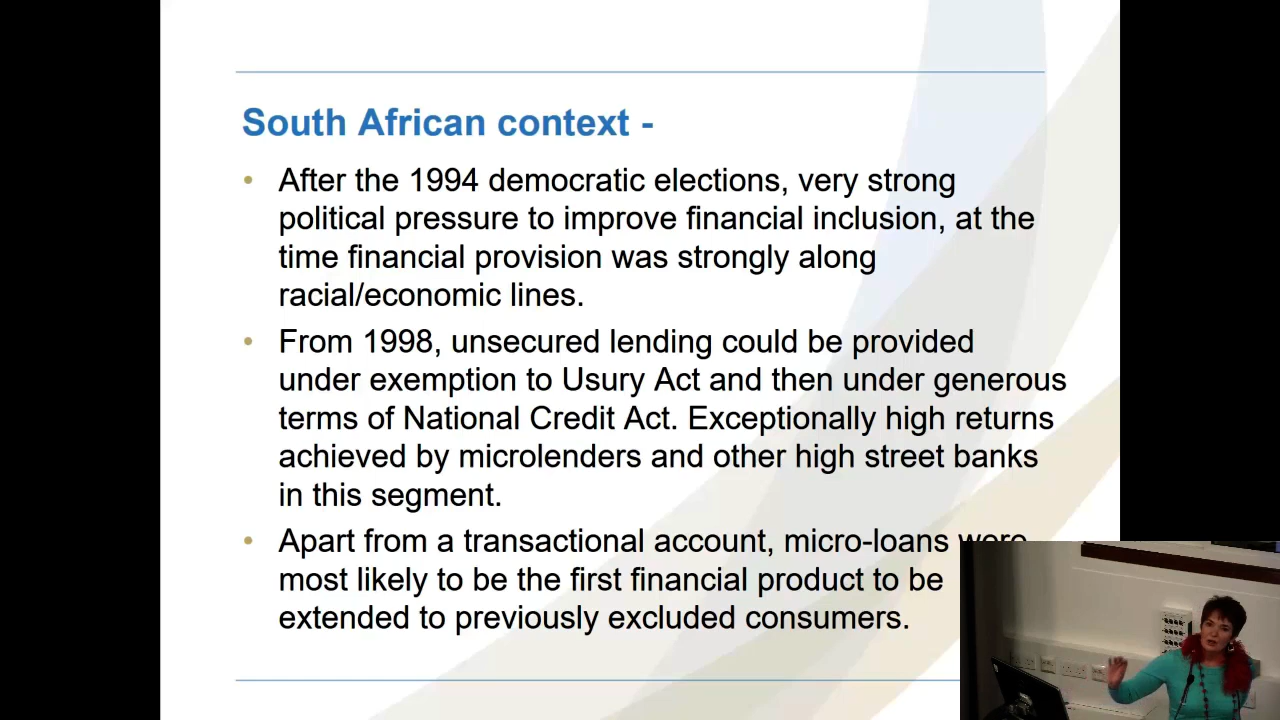 South African context -
• After the 1994 democratic elections, very strong
political pressure to improve financial inclusion, at the
time financial provision was strongly along
racial/economic lines.
• From 1998, unsecured lending could be provided
under exemption to Usury Act and then under generous
terms of National Credit Act. Exceptionally high returns
achieved by microlenders and other high street banks
in this segment.
• Apart from a transactional account, micro-loans were
most likely to be the first financial product to be
extended to previously excluded consumers.